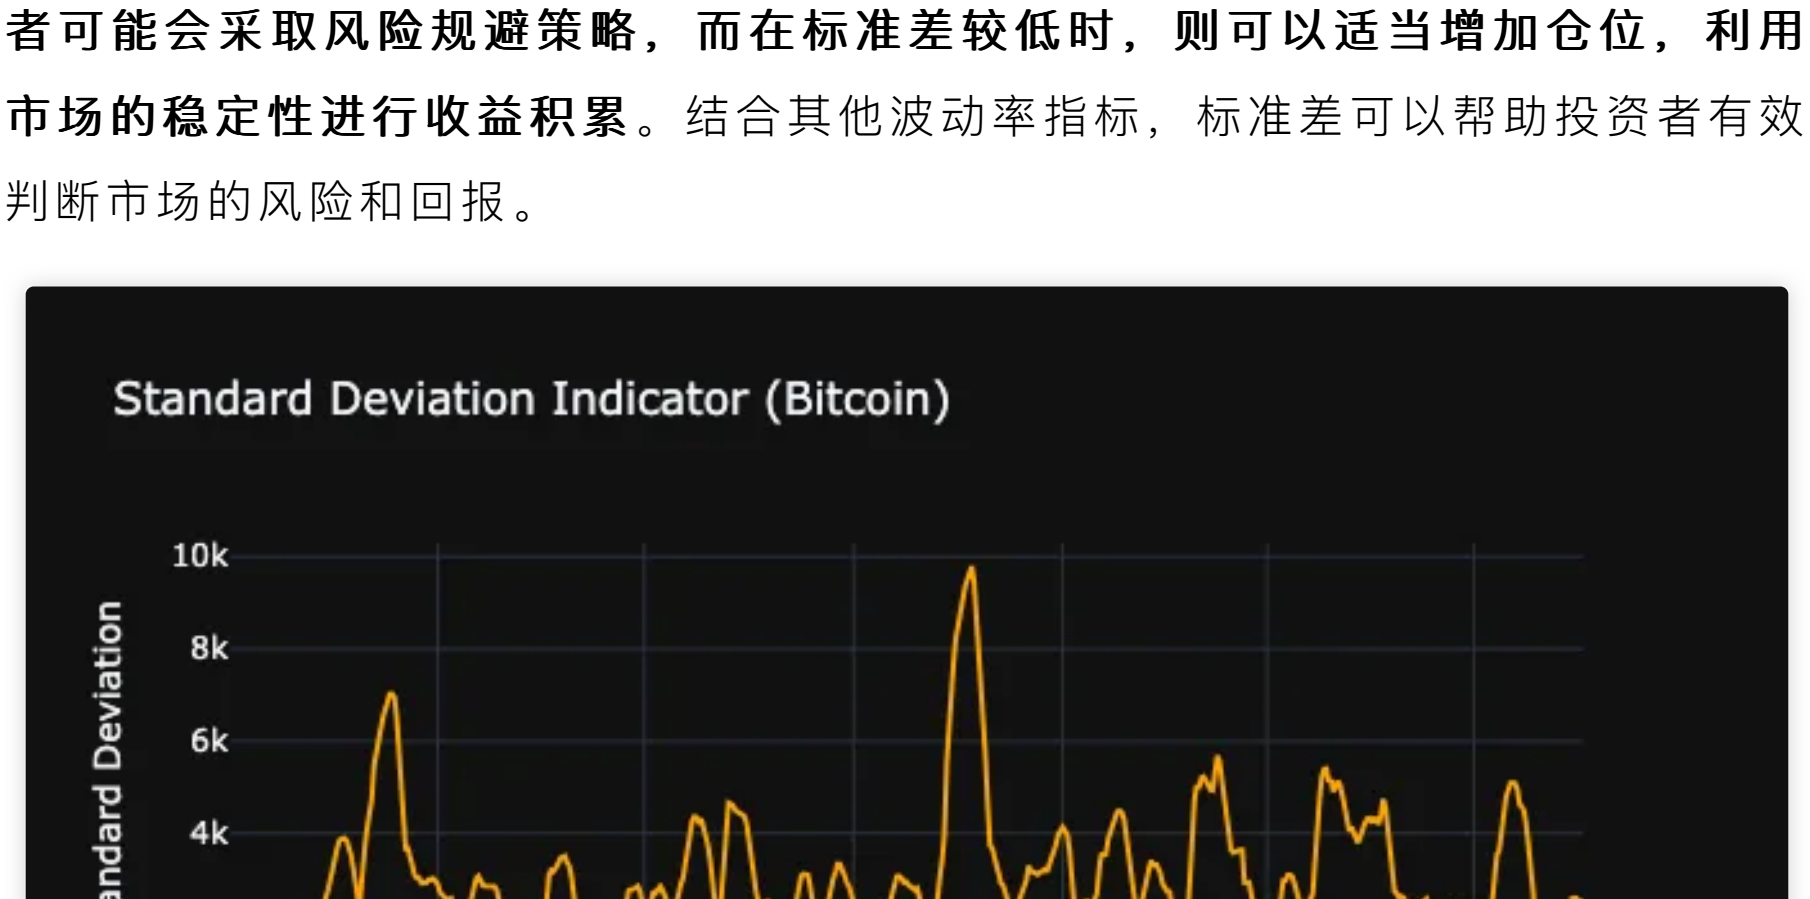 者可能会采取风险规避策略，而在标准差较低时，则可以适当增加仓位，利用
市场的稳定性进行收益积累。结合其他波动率指标，标准差可以帮助投资者有效
判断市场的风险和回报。
Standard Deviation Indicator (Bitcoin)
10k
8k
6k
4k
andard Deviation